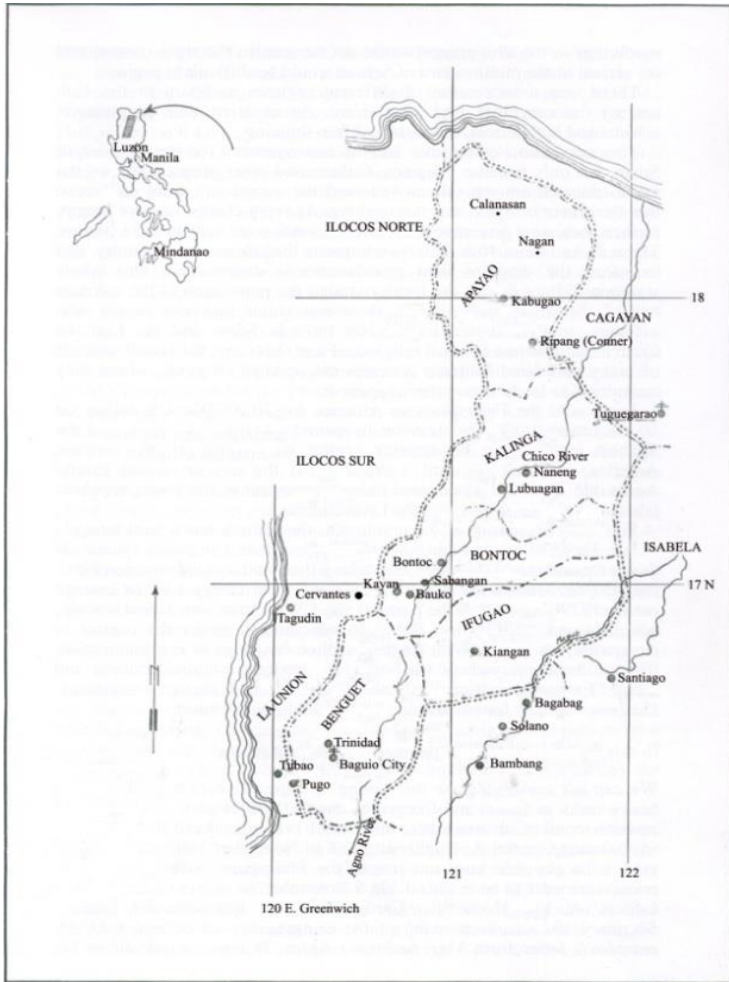 Luzon
Manila
Mindanao
ILOCOS NORTE
Calanasan
Nagan
APAYAO
Kabugao
18
CAGAYAN
Ripang (Conner)
Tuguegarao
KALINGA
Chico River
Naneng
Lubuagan
ILOCOS SUR
Bontoc
BONTOC
ISABELA
Sabangan
17 N
Kayan
Bauko
Cervantes
Tagudin
IFUGAO
Kiangan
Santiago
LA UNION
BENGUET
Bagabag
Solano
Trinidad
Baguio City
Bambang
Tubao
Pugo
Agno River
121
122
120 E. Greenwich